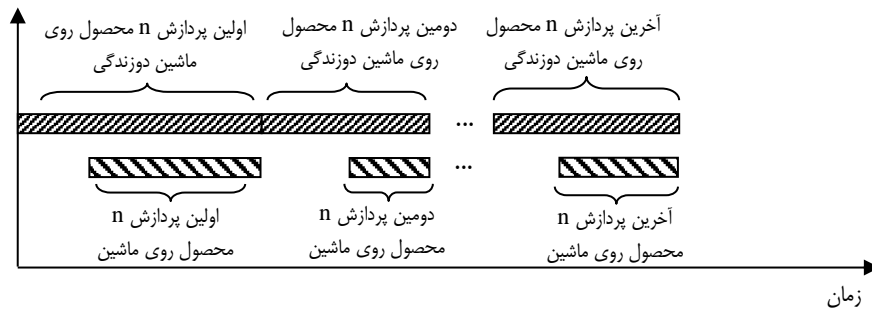 اولین پردازش n محصول روی
ماشین دوزندگی
دومین پردازش n محصول
روی ماشین دوزندگی
آخرین پردازش n محصول
روی ماشین دوزندگی
...
...
اولین پردازش n
محصول روی ماشین
دومین پردازش n
محصول روی ماشین
آخرین پردازش n
محصول روی ماشین
زمان